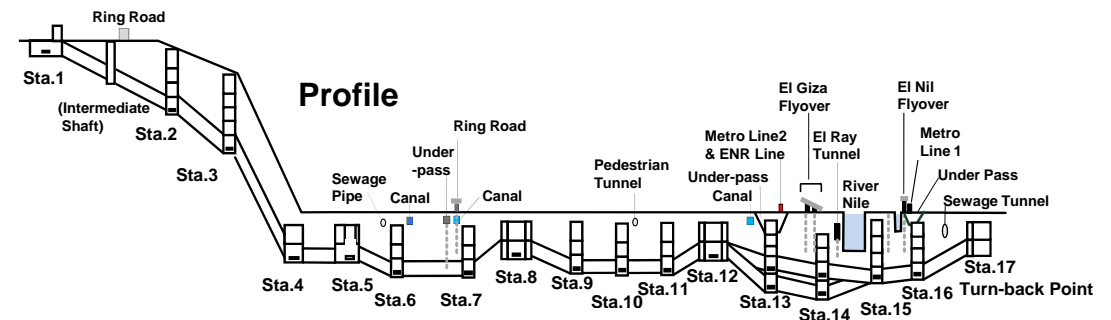 Ring Road
Sta.1
(Intermediate
Shaft)
Sta.2
Sta.3
Profile
Sewage
Pipe
Canal
Under
-pass
Ring Road
Canal
Pedestrian
Tunnel
Metro Line2
& ENR Line
Under-pass
Canal
El Giza
Flyover
El Ray
Tunnel
River
Nile
El Nil
Flyover
Metro
Line 1
Under Pass
Sewage Tunnel
Sta.4
Sta.5
Sta.6
Sta.7
Sta.8
Sta.9
Sta.10
Sta.11
Sta.12
Sta.13
Sta.14
Sta.15
Sta.16
Sta.17
Turn-back Point